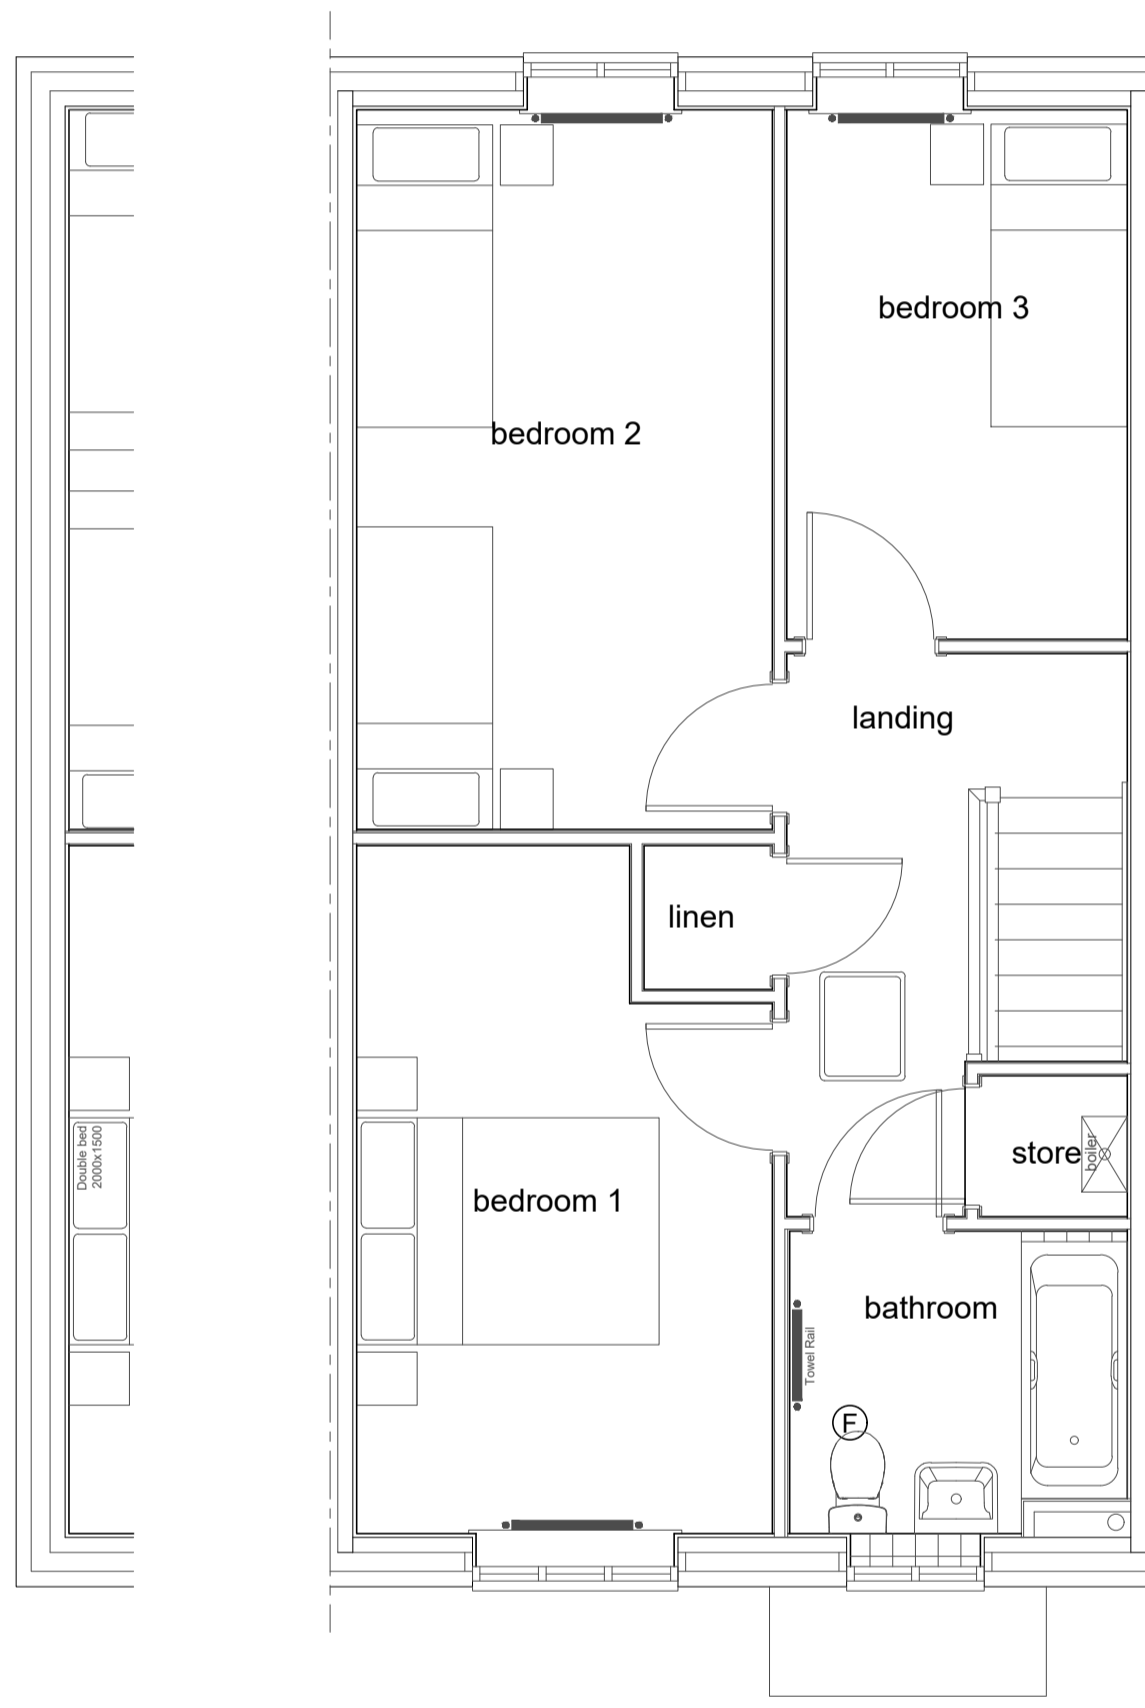 bedroom 3
bedroom 2
landing
linen
Double bed
2000x1500
bedroom 1
store
boiler
bathroom
Towel Rail
F